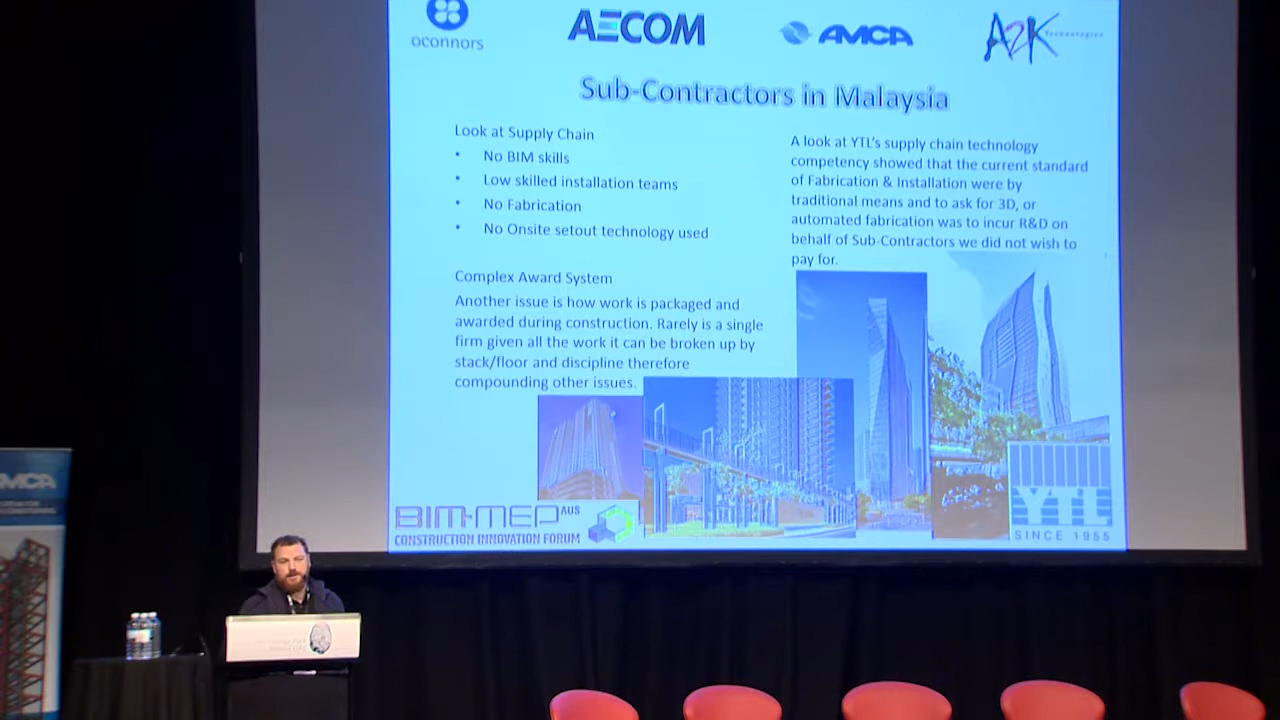 oconnors
AECOM
AMCA
A2K Technologies
Sub-Contractors in Malaysia
Look at Supply Chain
• No BIM skills
• Low skilled installation teams
• No Fabrication
• No Onsite setout technology used
Complex Award System
Another issue is how work is packaged and
awarded during construction. Rarely is a single
firm given all the work it can be broken up by
stack/floor and discipline therefore
compounding other issues.
A look at YTL's supply chain technology
competency showed that the current standard
of Fabrication & Installation were by
traditional means and to ask for 3D, or
automated fabrication was to incur R&D on
behalf of Sub-Contractors we did not wish to
pay for.
BIM-MEP AUS
CONSTRUCTION INNOVATION FORUM
YTL
SINCE 1955
AMCA